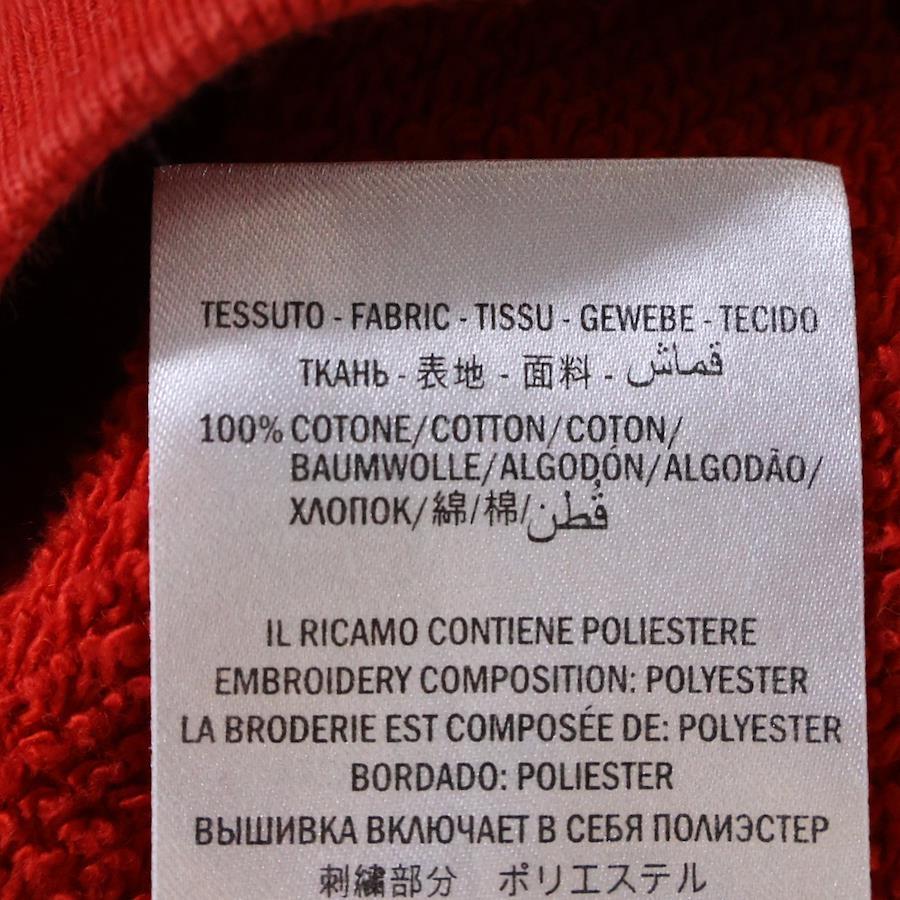 TESSUTO - FABRIC - TISSU - GEWEBE - TECIDO
ТКАНЬ - 表地 - 面料 - قماش
100% COTONE/COTTON/COTON/
BAUMWOLLE/ALGODÓN/ALGODÃO/
ХЛОПОК/綿/棉/قُطن
IL RICAMO CONTIENE POLIESTERE
EMBROIDERY COMPOSITION: POLYESTER
LA BRODERIE EST COMPOSÉE DE: POLYESTER
BORDADO: POLIESTER
ВЫШИВКА ВКЛЮЧАЕТ В СЕБЯ ПОЛИЭСТЕР
刺繍部分 ポリエステル